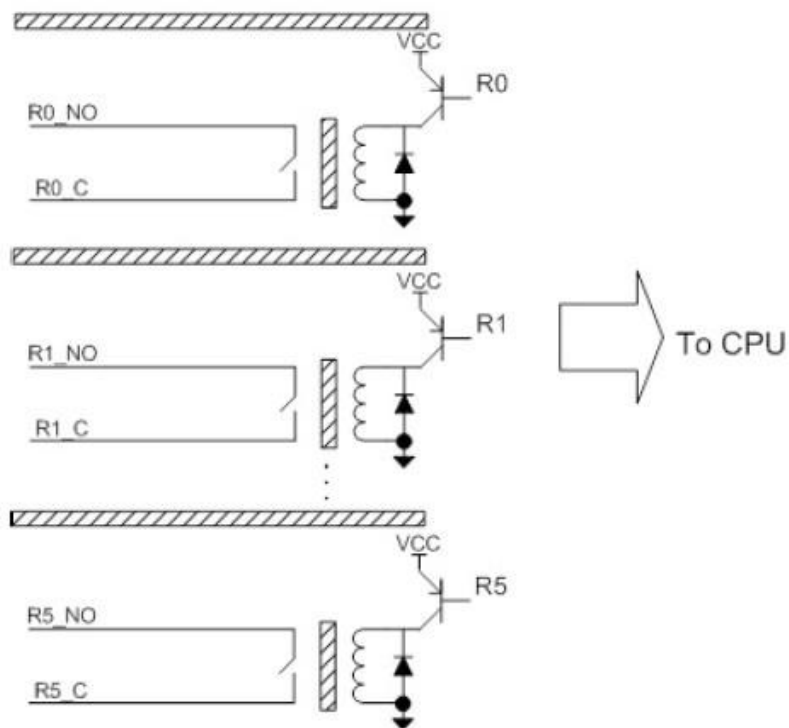 VCC
R0
R0_NO
R0_C
VCC
R1
R1_NO
To CPU
R1_C
VCC
R5
R5_NO
R5_C